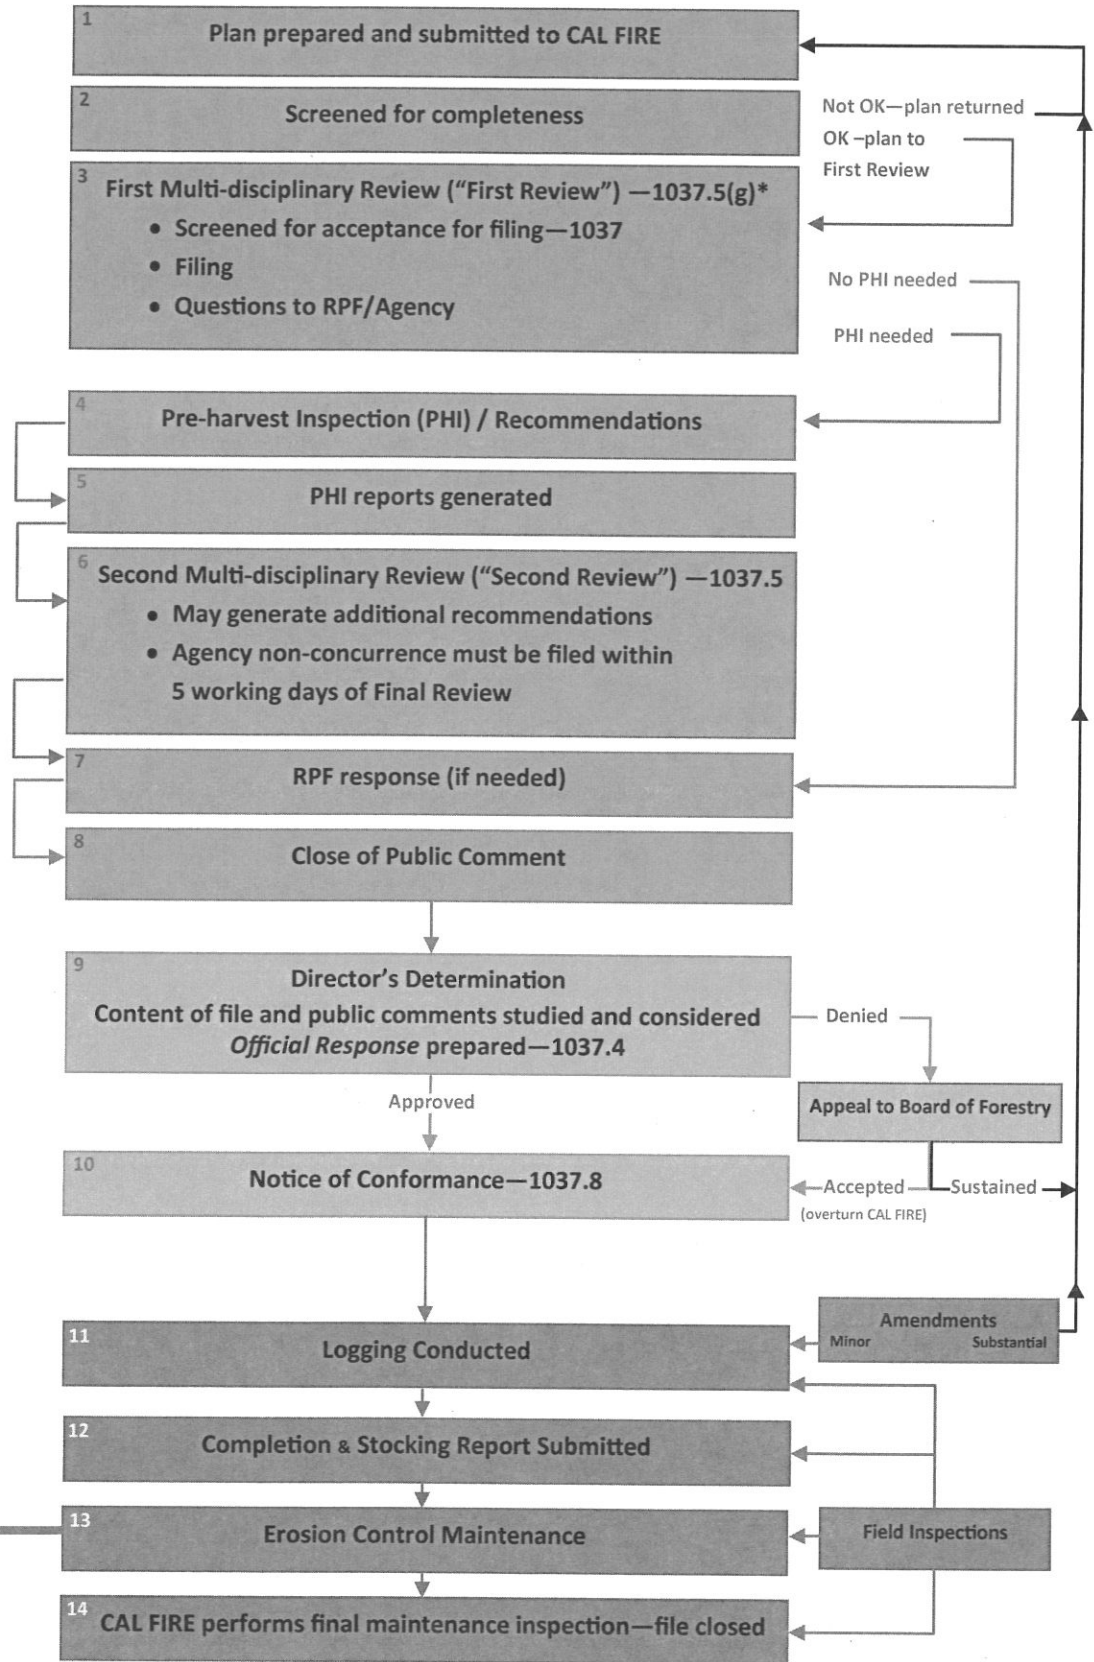 1
Plan prepared and submitted to CAL FIRE
2
Screened for completeness
Not OK—plan returned
OK –plan to
First Review
3
First Multi-disciplinary Review (“First Review”) —1037.5(g)*
• Screened for acceptance for filing—1037
• Filing
• Questions to RPF/Agency
No PHI needed
PHI needed
4
Pre-harvest Inspection (PHI) / Recommendations
5
PHI reports generated
6
Second Multi-disciplinary Review (“Second Review”) —1037.5
• May generate additional recommendations
• Agency non-concurrence must be filed within
5 working days of Final Review
7
RPF response (if needed)
8
Close of Public Comment
9
Director’s Determination
Content of file and public comments studied and considered
Official Response prepared—1037.4
Denied
Approved
Appeal to Board of Forestry
10
Notice of Conformance—1037.8
Accepted
Sustained
(overturn CAL FIRE)
11
Logging Conducted
Amendments
Minor Substantial
12
Completion & Stocking Report Submitted
13
Erosion Control Maintenance
Field Inspections
14
CAL FIRE performs final maintenance inspection—file closed